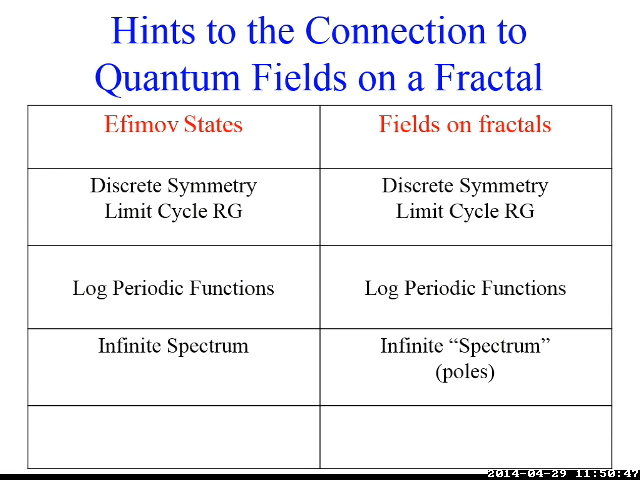 Hints to the Connection to
Quantum Fields on a Fractal
Efimov States
Fields on fractals
Discrete Symmetry
Limit Cycle RG
Discrete Symmetry
Limit Cycle RG
Log Periodic Functions
Log Periodic Functions
Infinite Spectrum
Infinite “Spectrum”
(poles)
2014-04-29 11:50:47